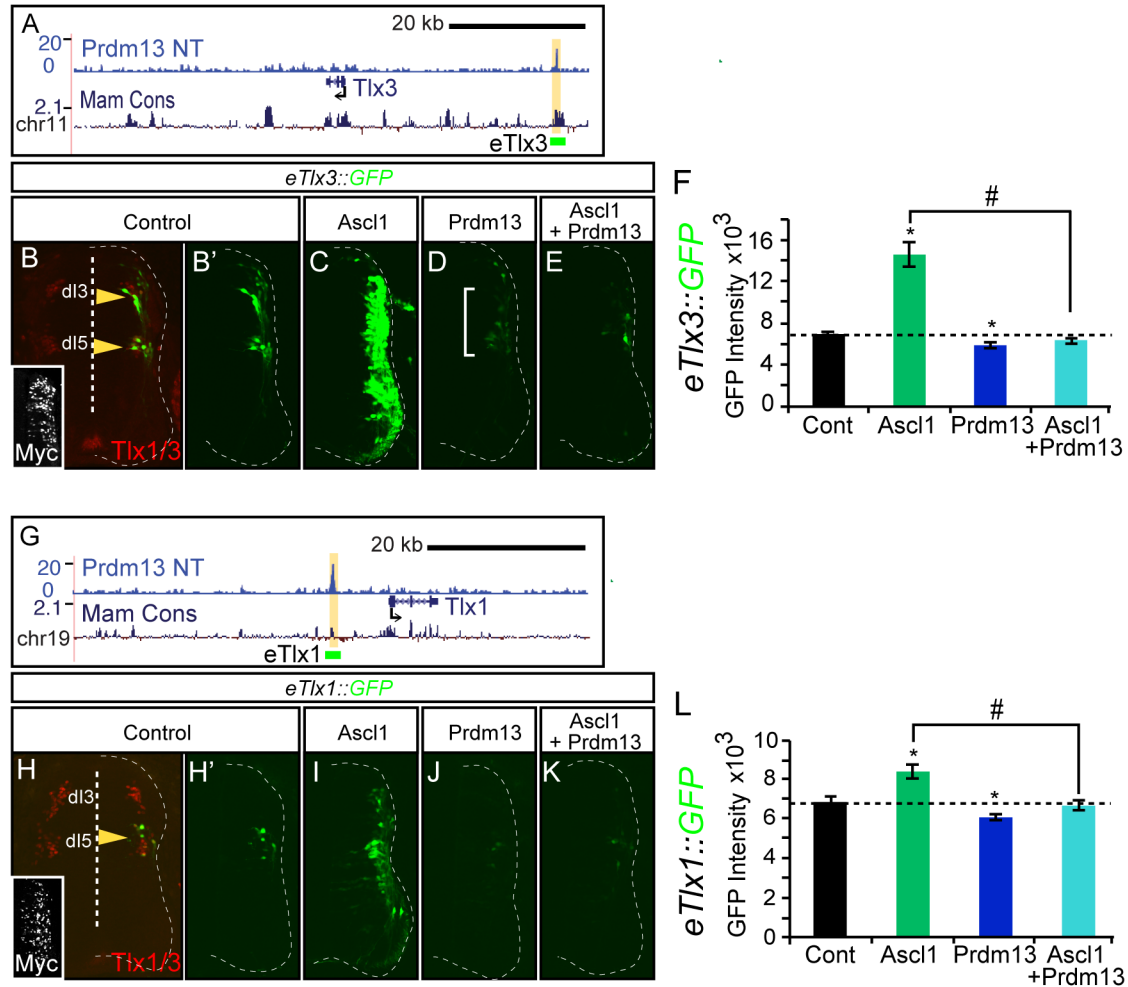 A
20 kb
20
Prdm13 NT
0
Tlx3
2.1
Mam Cons
chr11
eTlx3
eTlx3::GFP
Control
Ascl1
Prdm13
Ascl1
+ Prdm13
B
B’
C
D
E
dI3
dI5
Myc
Tlx1/3
F
#
eTlx3::GFP
GFP Intensity x10³
16
12
8
4
0
*
*
Cont
Ascl1
Prdm13
Ascl1
+Prdm13
G
20 kb
20
Prdm13 NT
0
2.1
Mam Cons
Tlx1
chr19
eTlx1
eTlx1::GFP
Control
Ascl1
Prdm13
Ascl1
+ Prdm13
H
H’
I
J
K
dI3
dI5
Myc
Tlx1/3
L
#
eTlx1::GFP
GFP Intensity x10³
10
8
6
4
2
0
*
*
Cont
Ascl1
Prdm13
Ascl1
+Prdm13